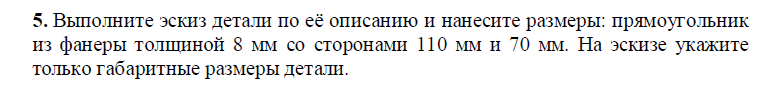 5. Выполните эскиз детали по её описанию и нанесите размеры: прямоугольник
из фанеры толщиной 8 мм со сторонами 110 мм и 70 мм. На эскизе укажите
только габаритные размеры детали.